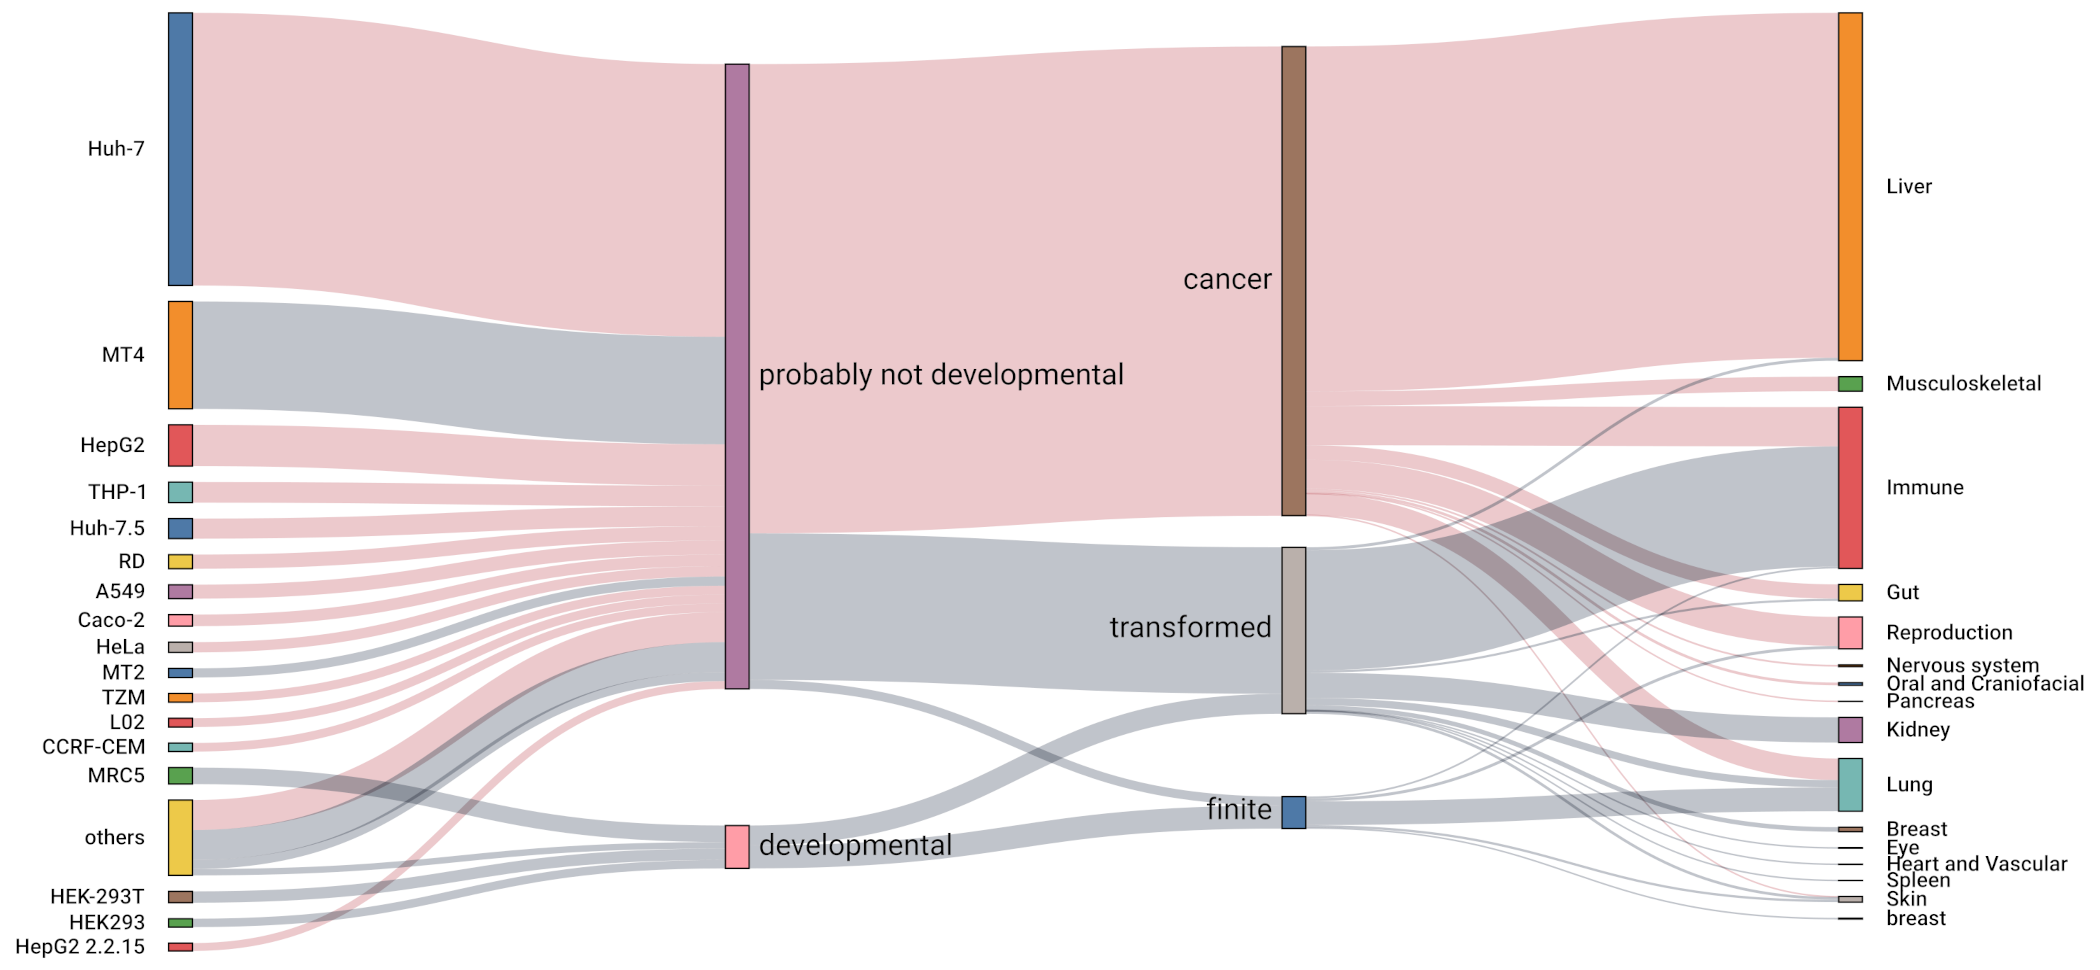 Huh-7
MT4
HepG2
THP-1
Huh-7.5
RD
A549
Caco-2
HeLa
MT2
TZM
L02
CCRF-CEM
MRC5
others
HEK-293T
HEK293
HepG2 2.2.15
probably not developmental
developmental
cancer
transformed
finite
Liver
Musculoskeletal
Immune
Gut
Reproduction
Nervous system
Oral and Craniofacial
Pancreas
Kidney
Lung
Breast
Eye
Heart and Vascular
Spleen
Skin
breast